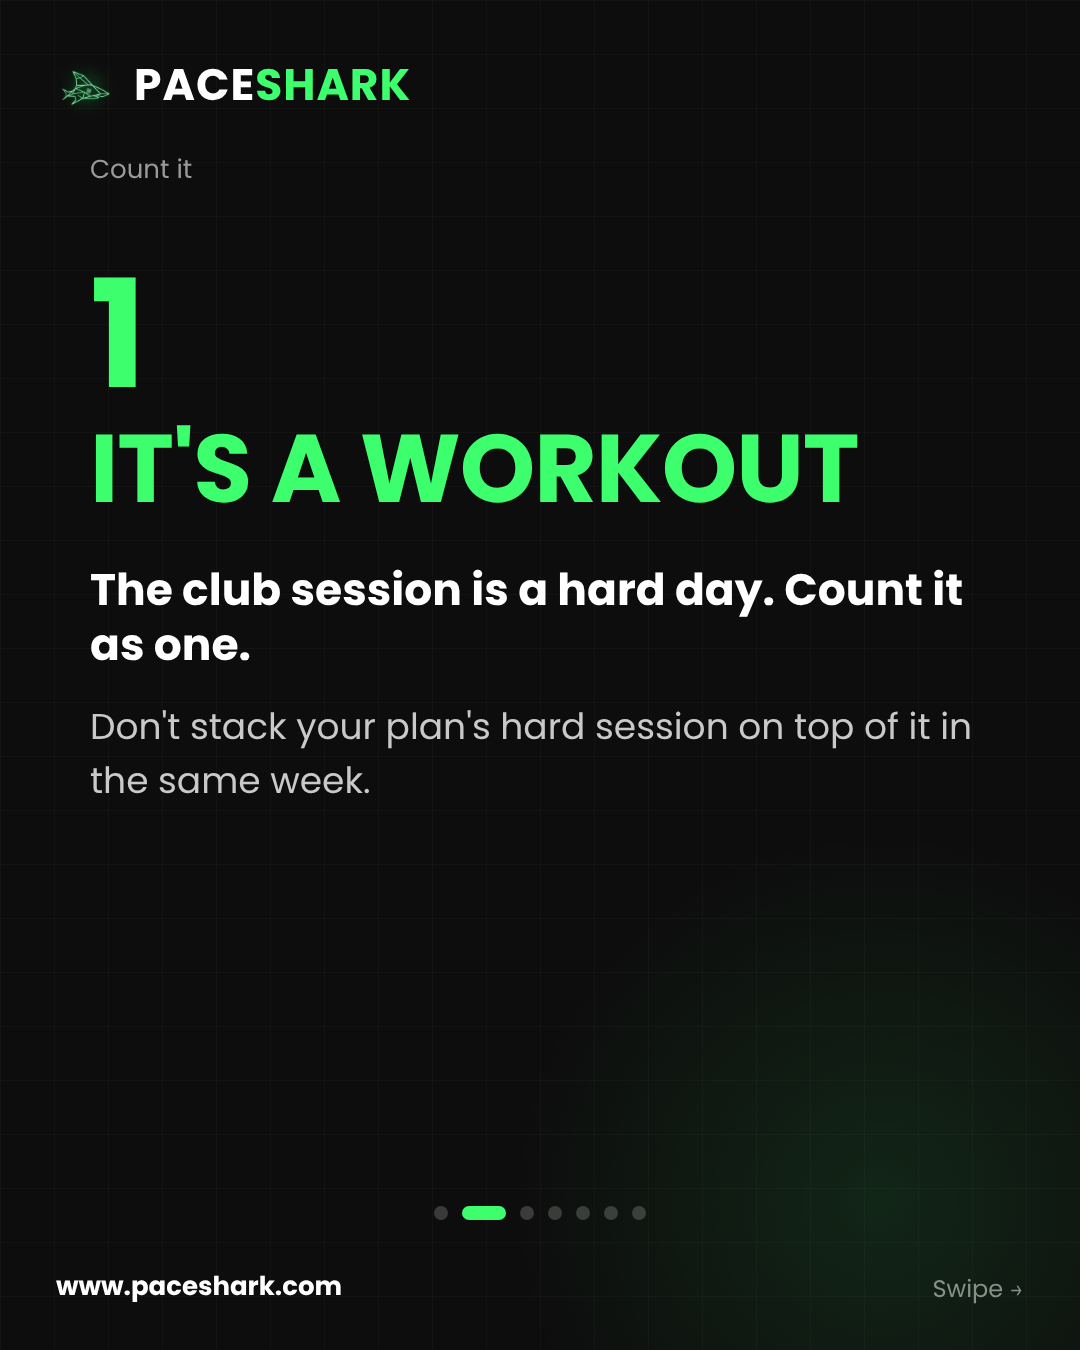 PACESHARK
Count it
1
IT'S A WORKOUT
The club session is a hard day. Count it
as one.
Don't stack your plan's hard session on top of it in
the same week.
www.paceshark.com
Swipe →